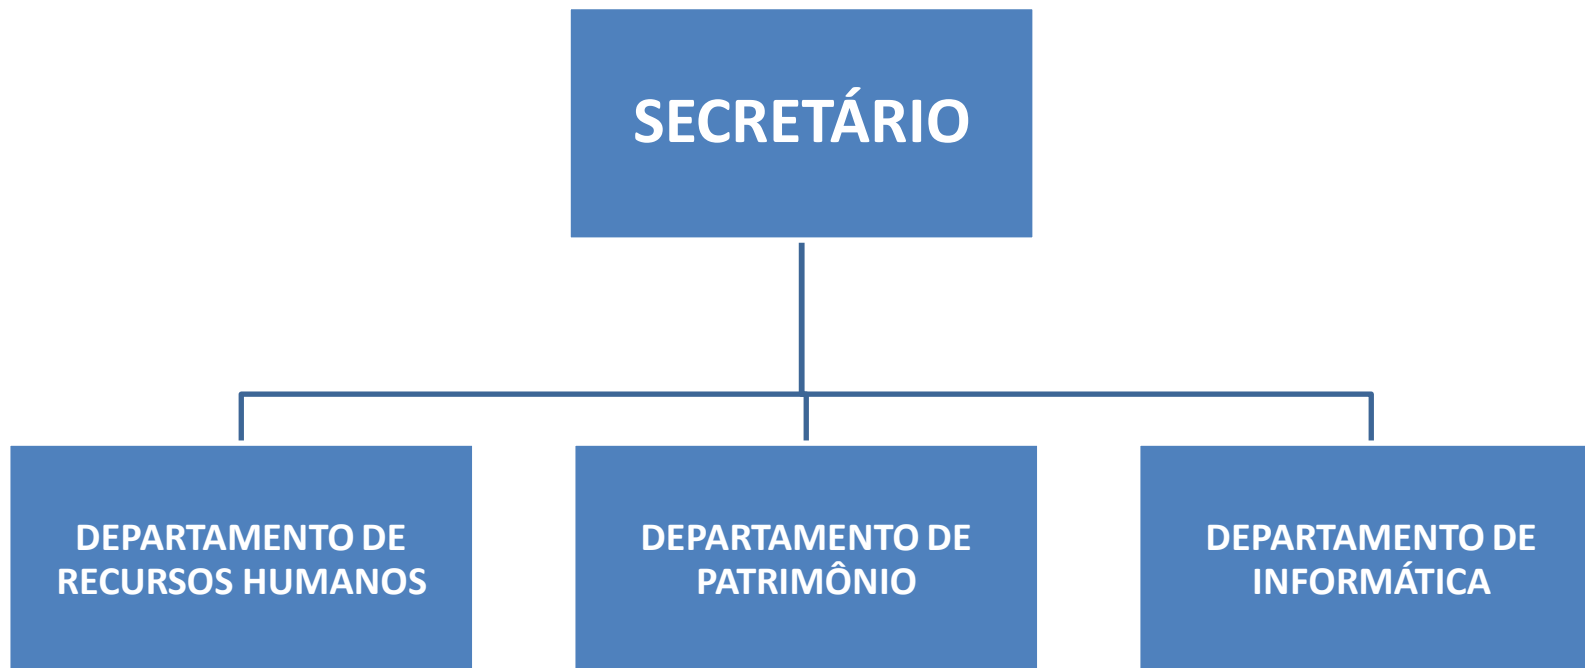 SECRETÁRIO
DEPARTAMENTO DE
RECURSOS HUMANOS
DEPARTAMENTO DE
PATRIMÔNIO
DEPARTAMENTO DE
INFORMÁTICA